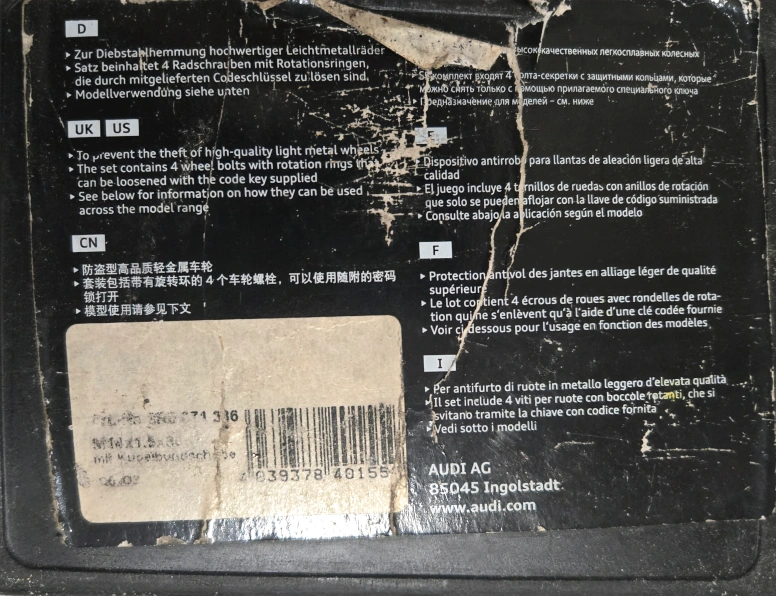 D
▸ Zur Diebstahlhemmung hochwertiger Leichtmetallräder
▸ Satz beinhaltet 4 Radschrauben mit Rotationsringen,
die durch mitgelieferten Codeschlüssel zu lösen sind.
▸ Modellverwendung siehe unten
UK US
▸ To prevent the theft of high-quality light metal wheels
▸ The set contains 4 wheel bolts with rotation rings that
can be loosened with the code key supplied
▸ See below for information on how they can be used
across the model range
CN
▸ 防盗型高品质轻金属车轮
▸ 套装包括带有旋转环的 4 个车轮螺栓，可以使用随附的密码
锁打开
▸ 模型使用请参见下文
271 336
M14x1.5x
mit
039378 40155
высококачественных легкосплавных колесных
комплект входят 4 болта-секретки с защитными кольцами, которые
можно снять только с помощью прилагаемого специального ключа
▸ Предназначение для моделей – см. ниже
E
▸ Dispositivo antirrobo para llantas de aleación ligera de alta
calidad
▸ El juego incluye 4 tornillos de ruedas con anillos de rotación
que solo se pueden aflojar con la llave de código suministrada
▸ Consulte abajo la aplicación según el modelo
F
▸ Protection antivol des jantes en alliage léger de qualité
supérieur
▸ Le lot contient 4 écrous de roues avec rondelles de rota-
tion qui ne s'enlèvent qu'à l'aide d'une clé codée fournie
▸ Voir ci-dessous pour l'usage en fonction des modèles
I
▸ Per antifurto di ruote in metallo leggero d'elevata qualità
▸ Il set include 4 viti per ruote con boccole rotanti, che si
svitano tramite la chiave con codice fornita
▸ Vedi sotto i modelli
AUDI AG
85045 Ingolstadt
www.audi.com